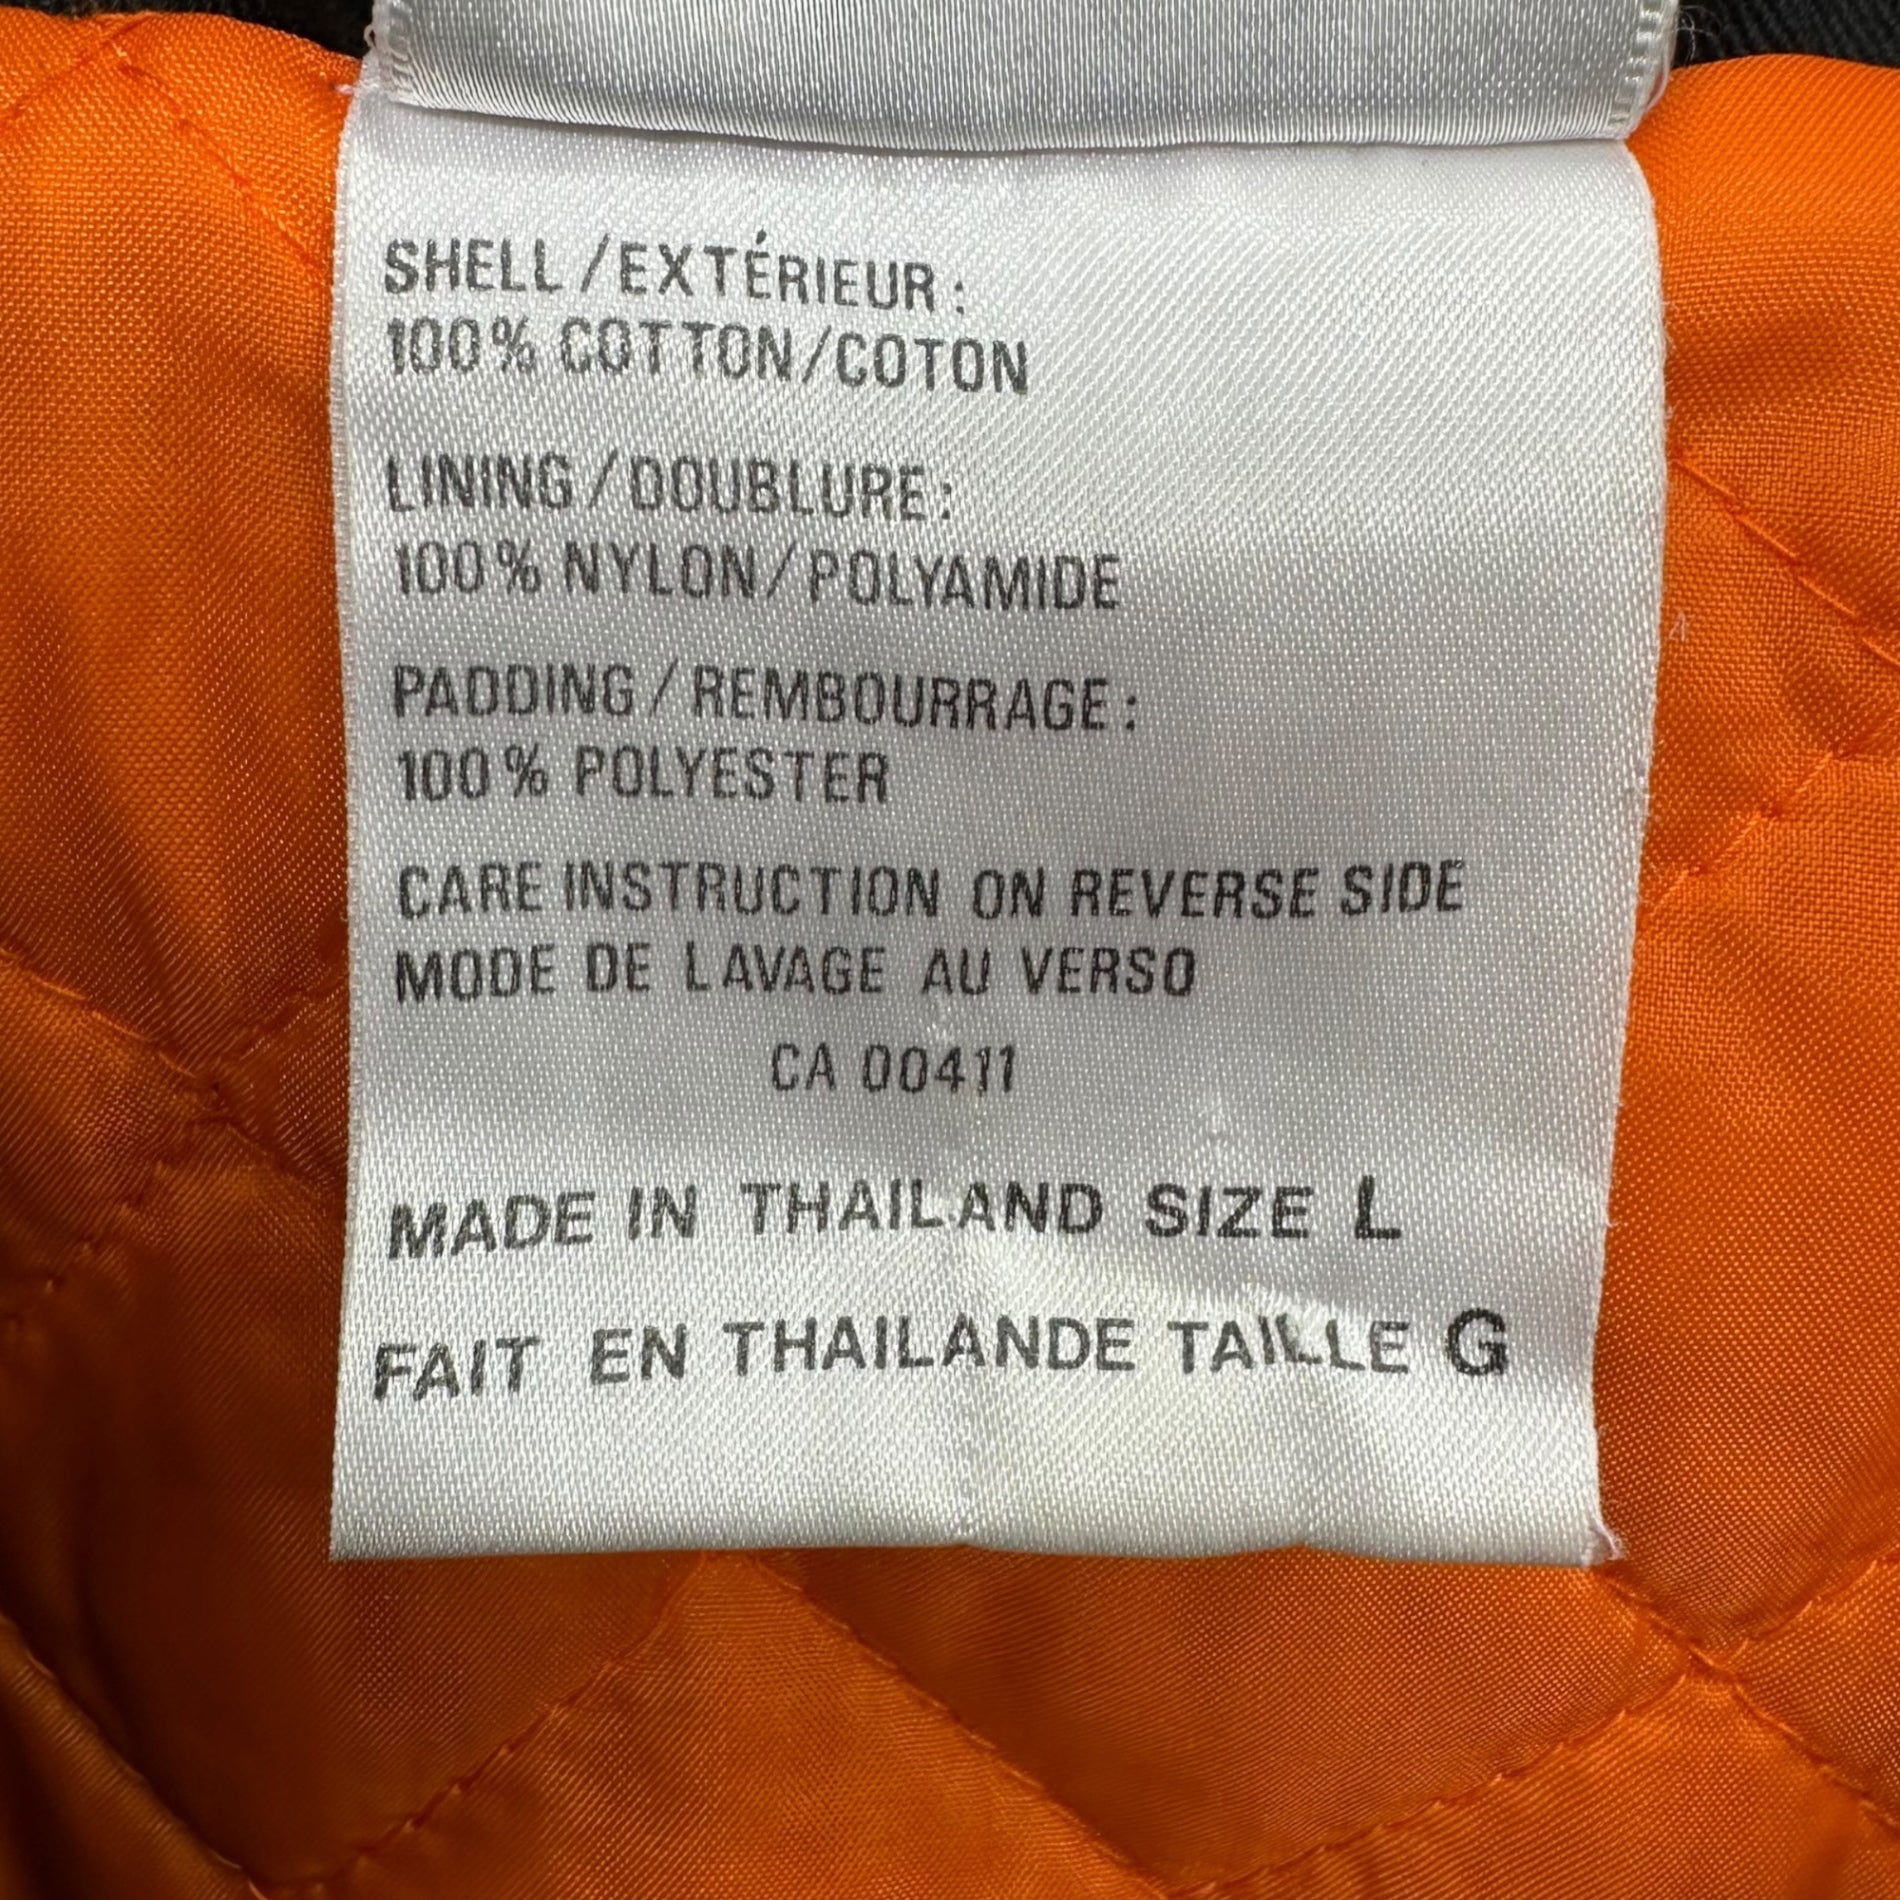 SHELL/EXTÉRIEUR:
100% COTTON/COTON
LINING/DOUBLURE:
100% NYLON/POLYAMIDE
PADDING/REMBOURRAGE:
100% POLYESTER
CARE INSTRUCTION ON REVERSE SIDE
MODE DE LAVAGE AU VERSO
CA 00411
MADE IN THAILAND SIZE L
FAIT EN THAILANDE TAILLE G